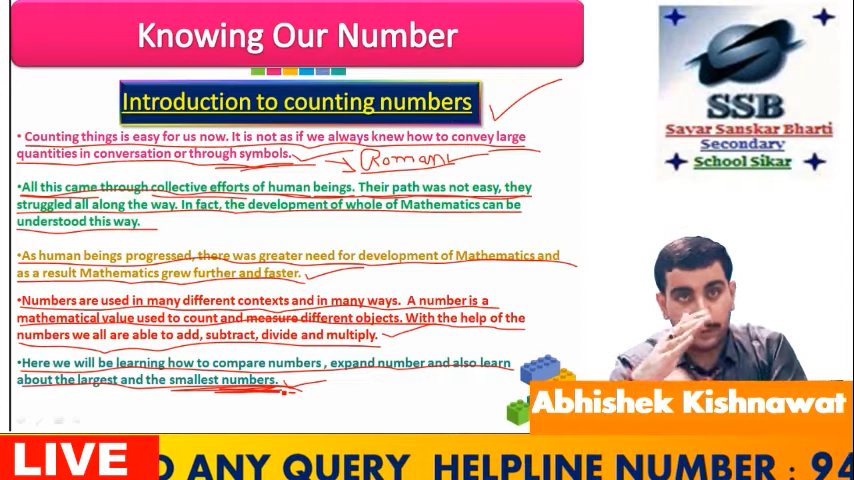 Knowing Our Number
Introduction to counting numbers
• Counting things is easy for us now. It is not as if we always knew how to convey large
quantities in conversation or through symbols.
Roman
•All this came through collective efforts of human beings. Their path was not easy, they
struggled all along the way. In fact, the development of whole of Mathematics can be
understood this way.
•As human beings progressed, there was greater need for development of Mathematics and
as a result Mathematics grew further and faster.
•Numbers are used in many different contexts and in many ways. A number is a
mathematical value used to count and measure different objects. With the help of the
numbers we all are able to add, subtract, divide and multiply.
•Here we will be learning how to compare numbers , expand number and also learn
about the largest and the smallest numbers.
SSB
Savar Sanskar Bharti
Secondary
School Sikar
Abhishek Kishnawat
LIVE
ANY QUERY HELPLINE NUMBER : 94